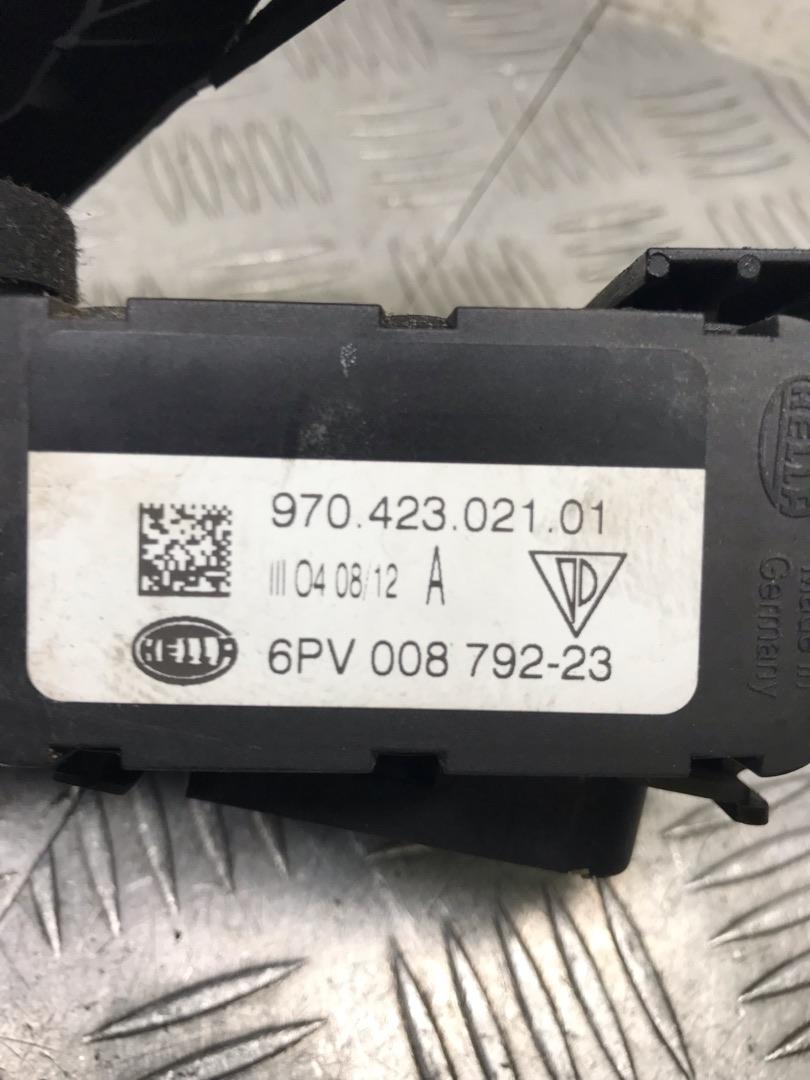 970.423.021.01
III 04 08/12 A
HELLA
6PV 008 792-23
HELLA
Made in
Germany